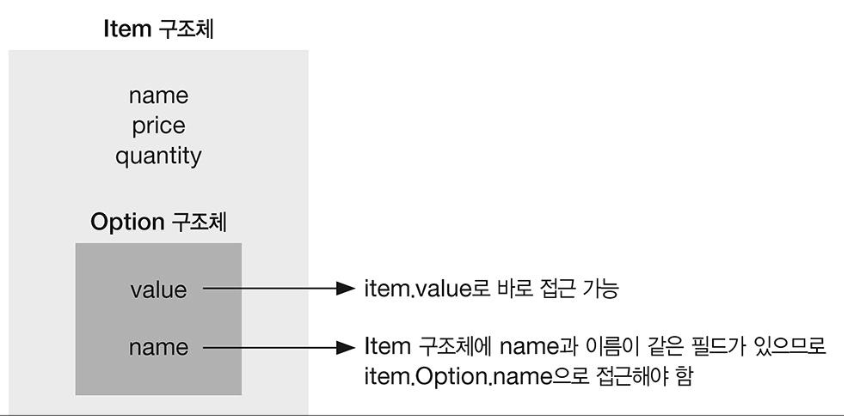 Item 구조체
name
price
quantity
Option 구조체
value
item.value로 바로 접근 가능
name
Item 구조체에 name과 이름이 같은 필드가 있으므로
item.Option.name으로 접근해야 함